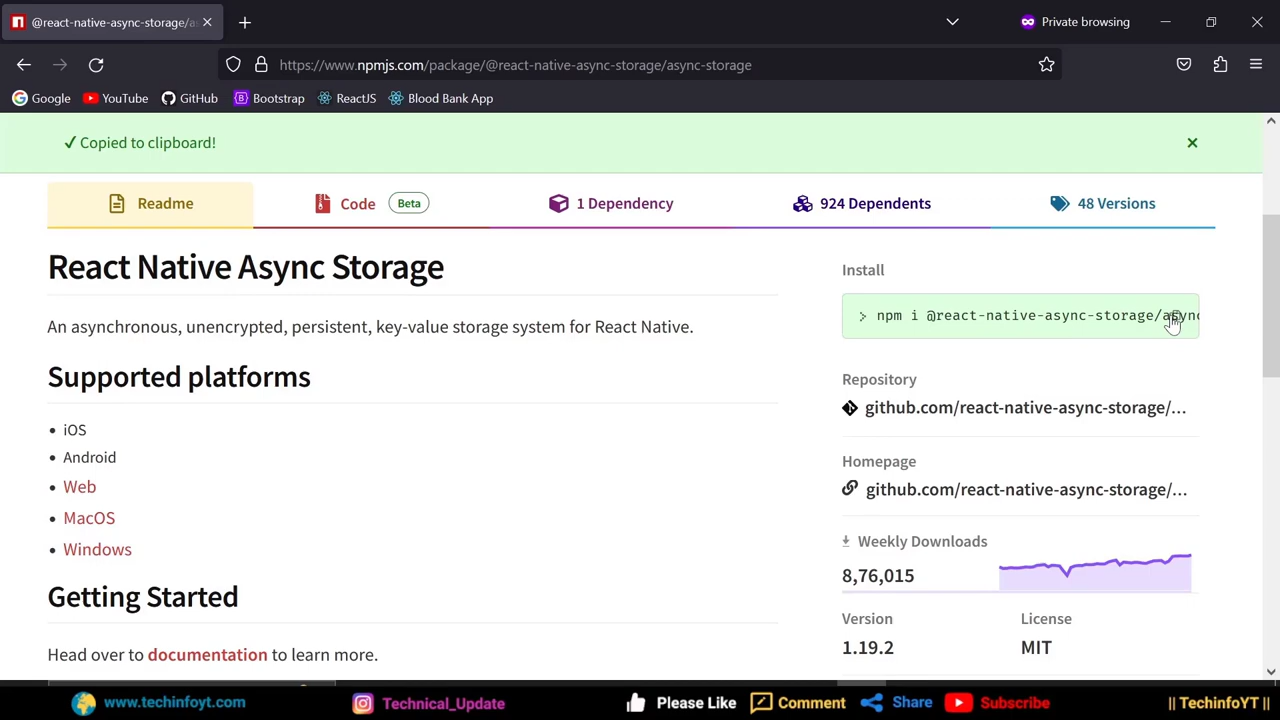 @react-native-async-storage/as
Private browsing
https://www.npmjs.com/package/@react-native-async-storage/async-storage
Google YouTube GitHub Bootstrap ReactJS Blood Bank App
✓ Copied to clipboard! ×
Readme Code Beta 1 Dependency 924 Dependents 48 Versions
React Native Async Storage
An asynchronous, unencrypted, persistent, key-value storage system for React Native.
Supported platforms
iOS
Android
Web
MacOS
Windows
Getting Started
Head over to documentation to learn more.
Install
> npm i @react-native-async-storage/async
Repository
github.com/react-native-async-storage/...
Homepage
github.com/react-native-async-storage/...
Weekly Downloads
8,76,015
Version License
1.19.2 MIT
www.techinfoyt.com Technical_Update Please Like Comment Share Subscribe || TechinfoYT ||